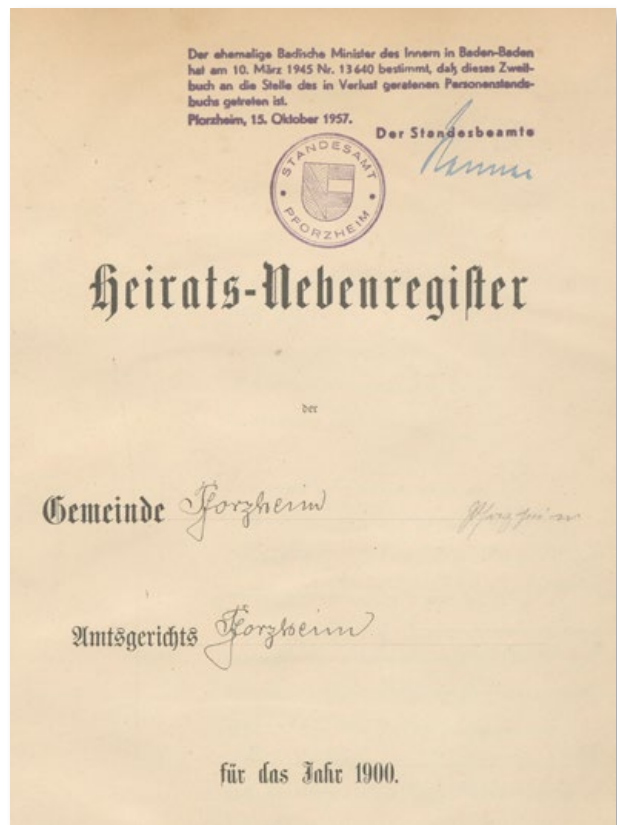 Der ehemalige Badische Minister des Innern in Baden-Baden
hat am 10. März 1945 Nr. 13640 bestimmt, daß dieses Zweit-
buch an die Stelle des in Verlust geratenen Personenstands-
buchs getreten ist.
Pforzheim, 15. Oktober 1957.
Der Standesbeamte
STANDESAMT
PFORZHEIM
Heirats-Nebenregister
der
Gemeinde Pforzheim Pforzheim
Amtsgerichts Pforzheim
für das Jahr 1900.